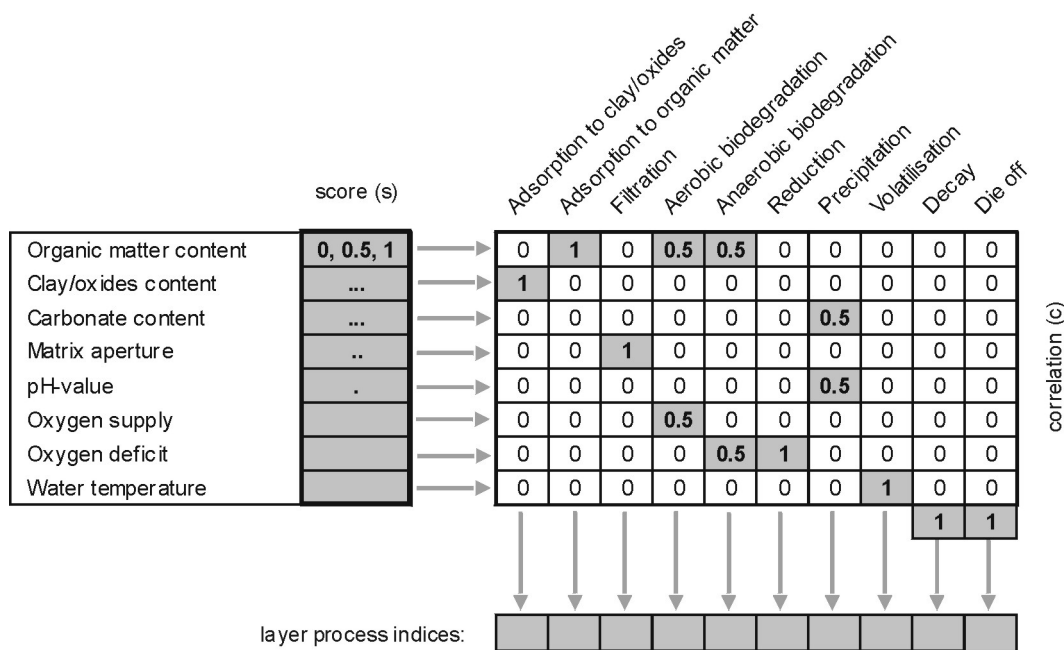 Adsorption to clay/oxides
Adsorption to organic matter
Filtration
Aerobic biodegradation
Anaerobic biodegradation
Reduction
Precipitation
Volatilisation
Decay
Die off
score (s)
Organic matter content 0, 0.5, 1 0 1 0 0.5 0.5 0 0 0 0 0
Clay/oxides content ... 1 0 0 0 0 0 0 0 0 0
Carbonate content ... 0 0 0 0 0 0 0.5 0 0 0
Matrix aperture .. 0 0 1 0 0 0 0 0 0 0
pH-value . 0 0 0 0 0 0 0.5 0 0 0
Oxygen supply 0 0 0 0.5 0 0 0 0 0 0
Oxygen deficit 0 0 0 0 0.5 1 0 0 0 0
Water temperature 0 0 0 0 0 0 0 1 0 0
1 1
correlation (c)
layer process indices: